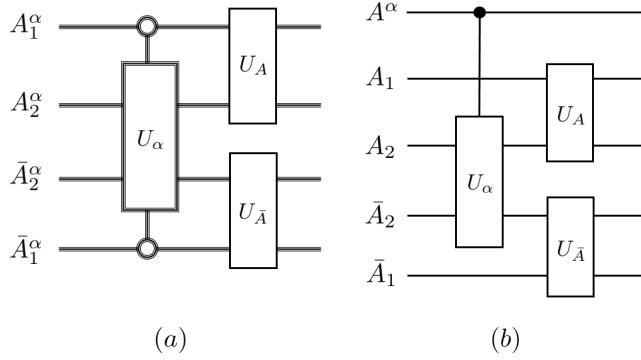 A_1^α
A_2^α
Ā_2^α
Ā_1^α
U_α
U_A
U_Ā
(a)
A^α
A_1
A_2
Ā_2
Ā_1
U_α
U_A
U_Ā
(b)